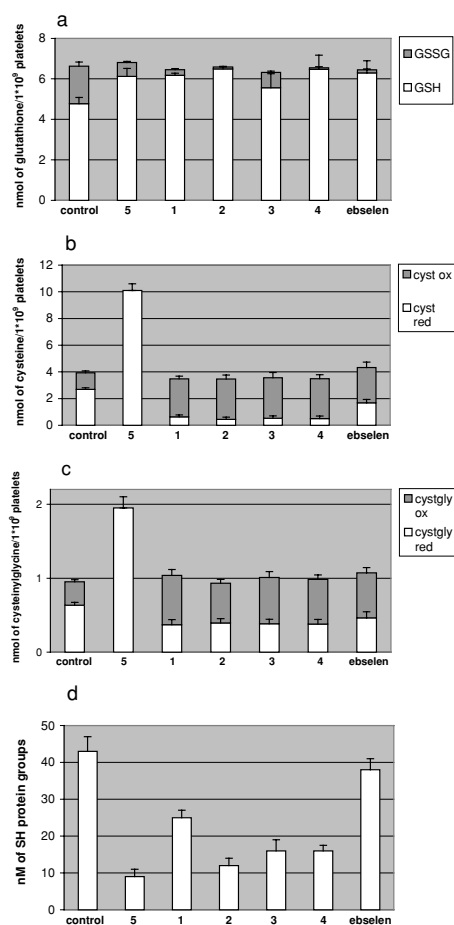 a
nmol of glutathione/1*10⁹ platelets
8
6
4
2
0
control 5 1 2 3 4 ebselen
GSSG
GSH
b
nmol of cysteine/1*10⁹ platelets
12
10
8
6
4
2
0
control 5 1 2 3 4 ebselen
cyst ox
cyst
red
c
nmol of cysteinylglycine/1*10⁹ platelets
2
1
0
control 5 1 2 3 4 ebselen
cystgly
ox
cystgly
red
d
nM of SH protein groups
50
40
30
20
10
0
control 5 1 2 3 4 ebselen